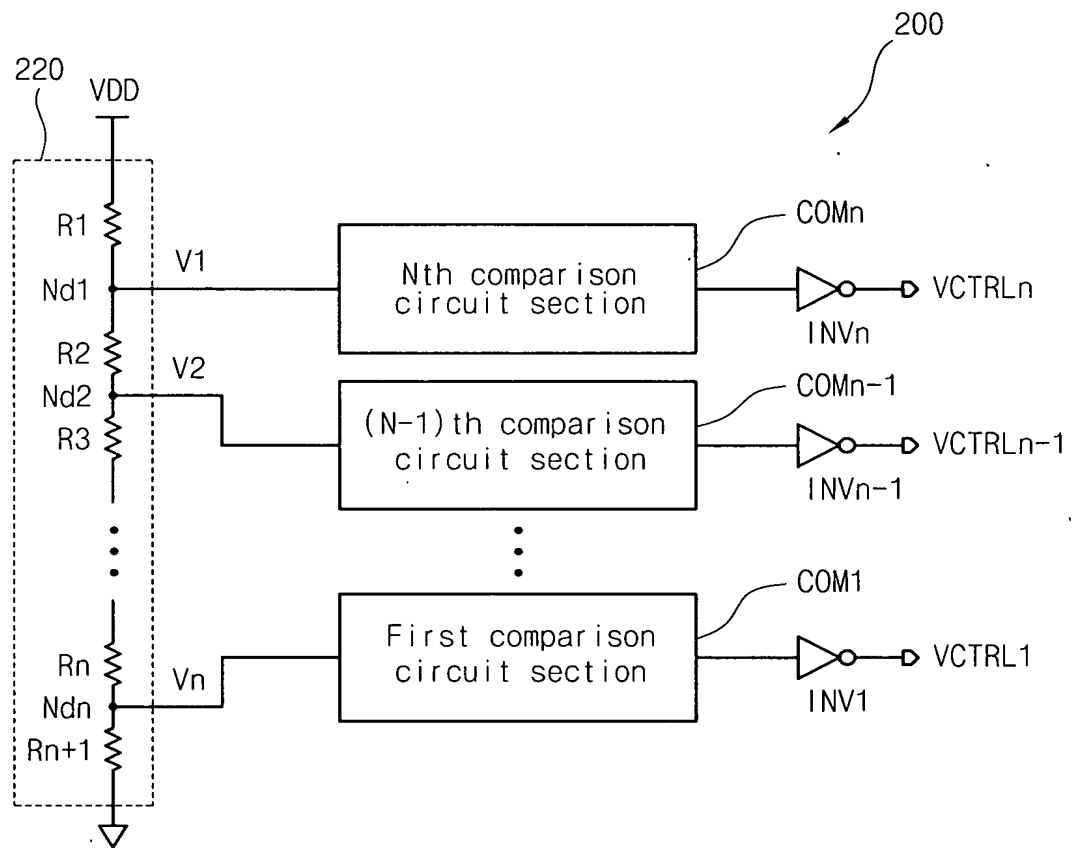 200
220
VDD
R1
V1
Nd1
Nth comparison
circuit section
COMn
INVn
VCTRLn
R2
V2
Nd2
R3
(N-1)th comparison
circuit section
COMn-1
INVn-1
VCTRLn-1
Rn
Vn
Ndn
Rn+1
First comparison
circuit section
COM1
INV1
VCTRL1